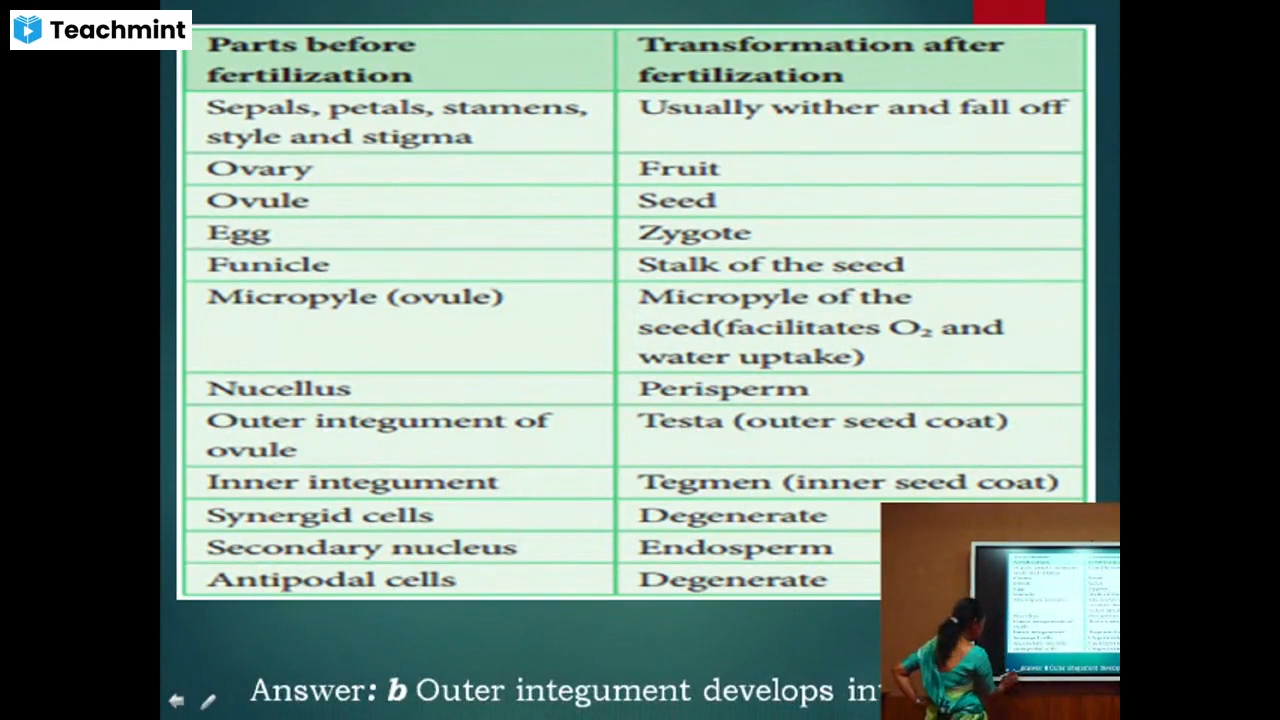 Teachmint
Parts before
fertilization
Transformation after
fertilization
Sepals, petals, stamens,
style and stigma
Usually wither and fall off
Ovary
Fruit
Ovule
Seed
Egg
Zygote
Funicle
Stalk of the seed
Micropyle (ovule)
Micropyle of the
seed(facilitates O₂ and
water uptake)
Nucellus
Perisperm
Outer integument of
ovule
Testa (outer seed coat)
Inner integument
Tegmen (inner seed coat)
Synergid cells
Degenerate
Secondary nucleus
Endosperm
Antipodal cells
Degenerate
Answer: b Outer integument develops in